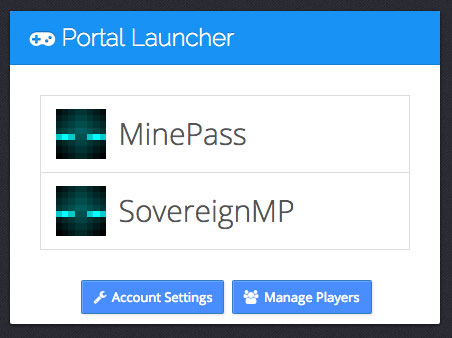 Portal Launcher
MinePass
SovereignMP
Account Settings
Manage Players